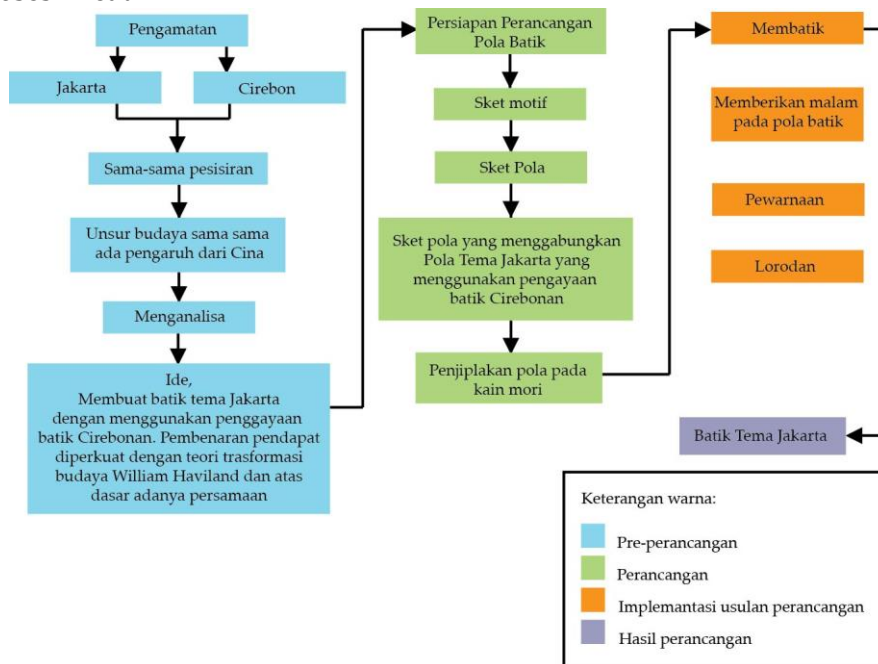 Pengamatan
Jakarta
Cirebon
Sama-sama pesisiran
Unsur budaya sama sama
ada pengaruh dari Cina
Menganalisa
Ide,
Membuat batik tema Jakarta
dengan menggunakan penggayaan
batik Cirebonan. Pembenaran pendapat
diperkuat dengan teori trasformasi
budaya William Haviland dan atas
dasar adanya persamaan
Persiapan Perancangan
Pola Batik
Sket motif
Sket Pola
Sket pola yang menggabungkan
Pola Tema Jakarta yang
menggunakan pengayaan
batik Cirebonan
Penjiplakan pola pada
kain mori
Membatik
Memberikan malam
pada pola batik
Pewarnaan
Lorodan
Batik Tema Jakarta
Keterangan warna:
Pre-perancangan
Perancangan
Implemantasi usulan perancangan
Hasil perancangan